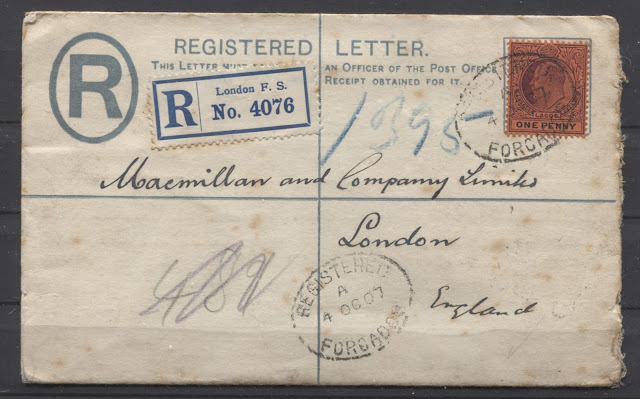 REGISTERED LETTER.
THIS LETTER MUST AN OFFICER OF THE POST OFFICE
RECEIPT OBTAINED FOR IT.
R
R London F. S.
No. 4076
1395
ONE PENNY
FORCADOS
Macmillan and Company Limited
London
England
REGISTERED
A
4 OC 07
FORCADOS